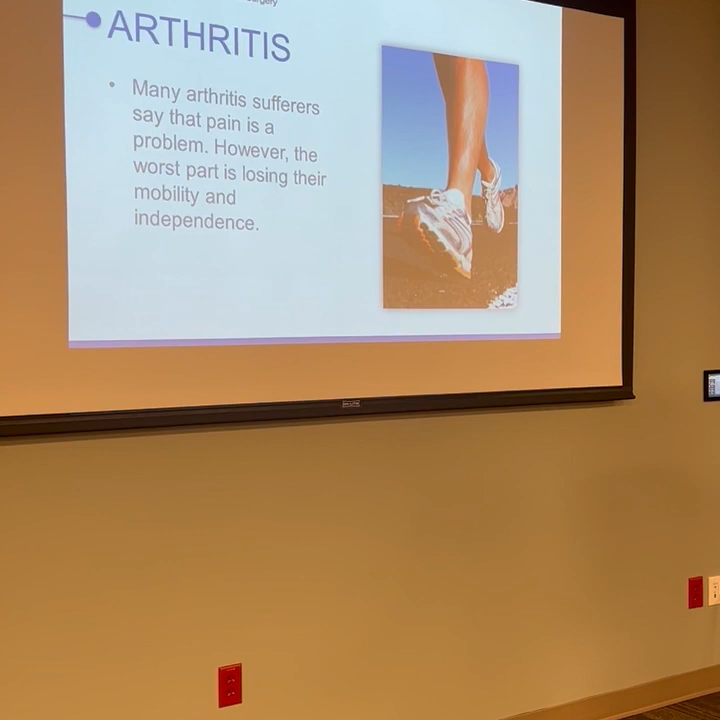 ARTHRITIS
• Many arthritis sufferers
say that pain is a
problem. However, the
worst part is losing their
mobility and
independence.